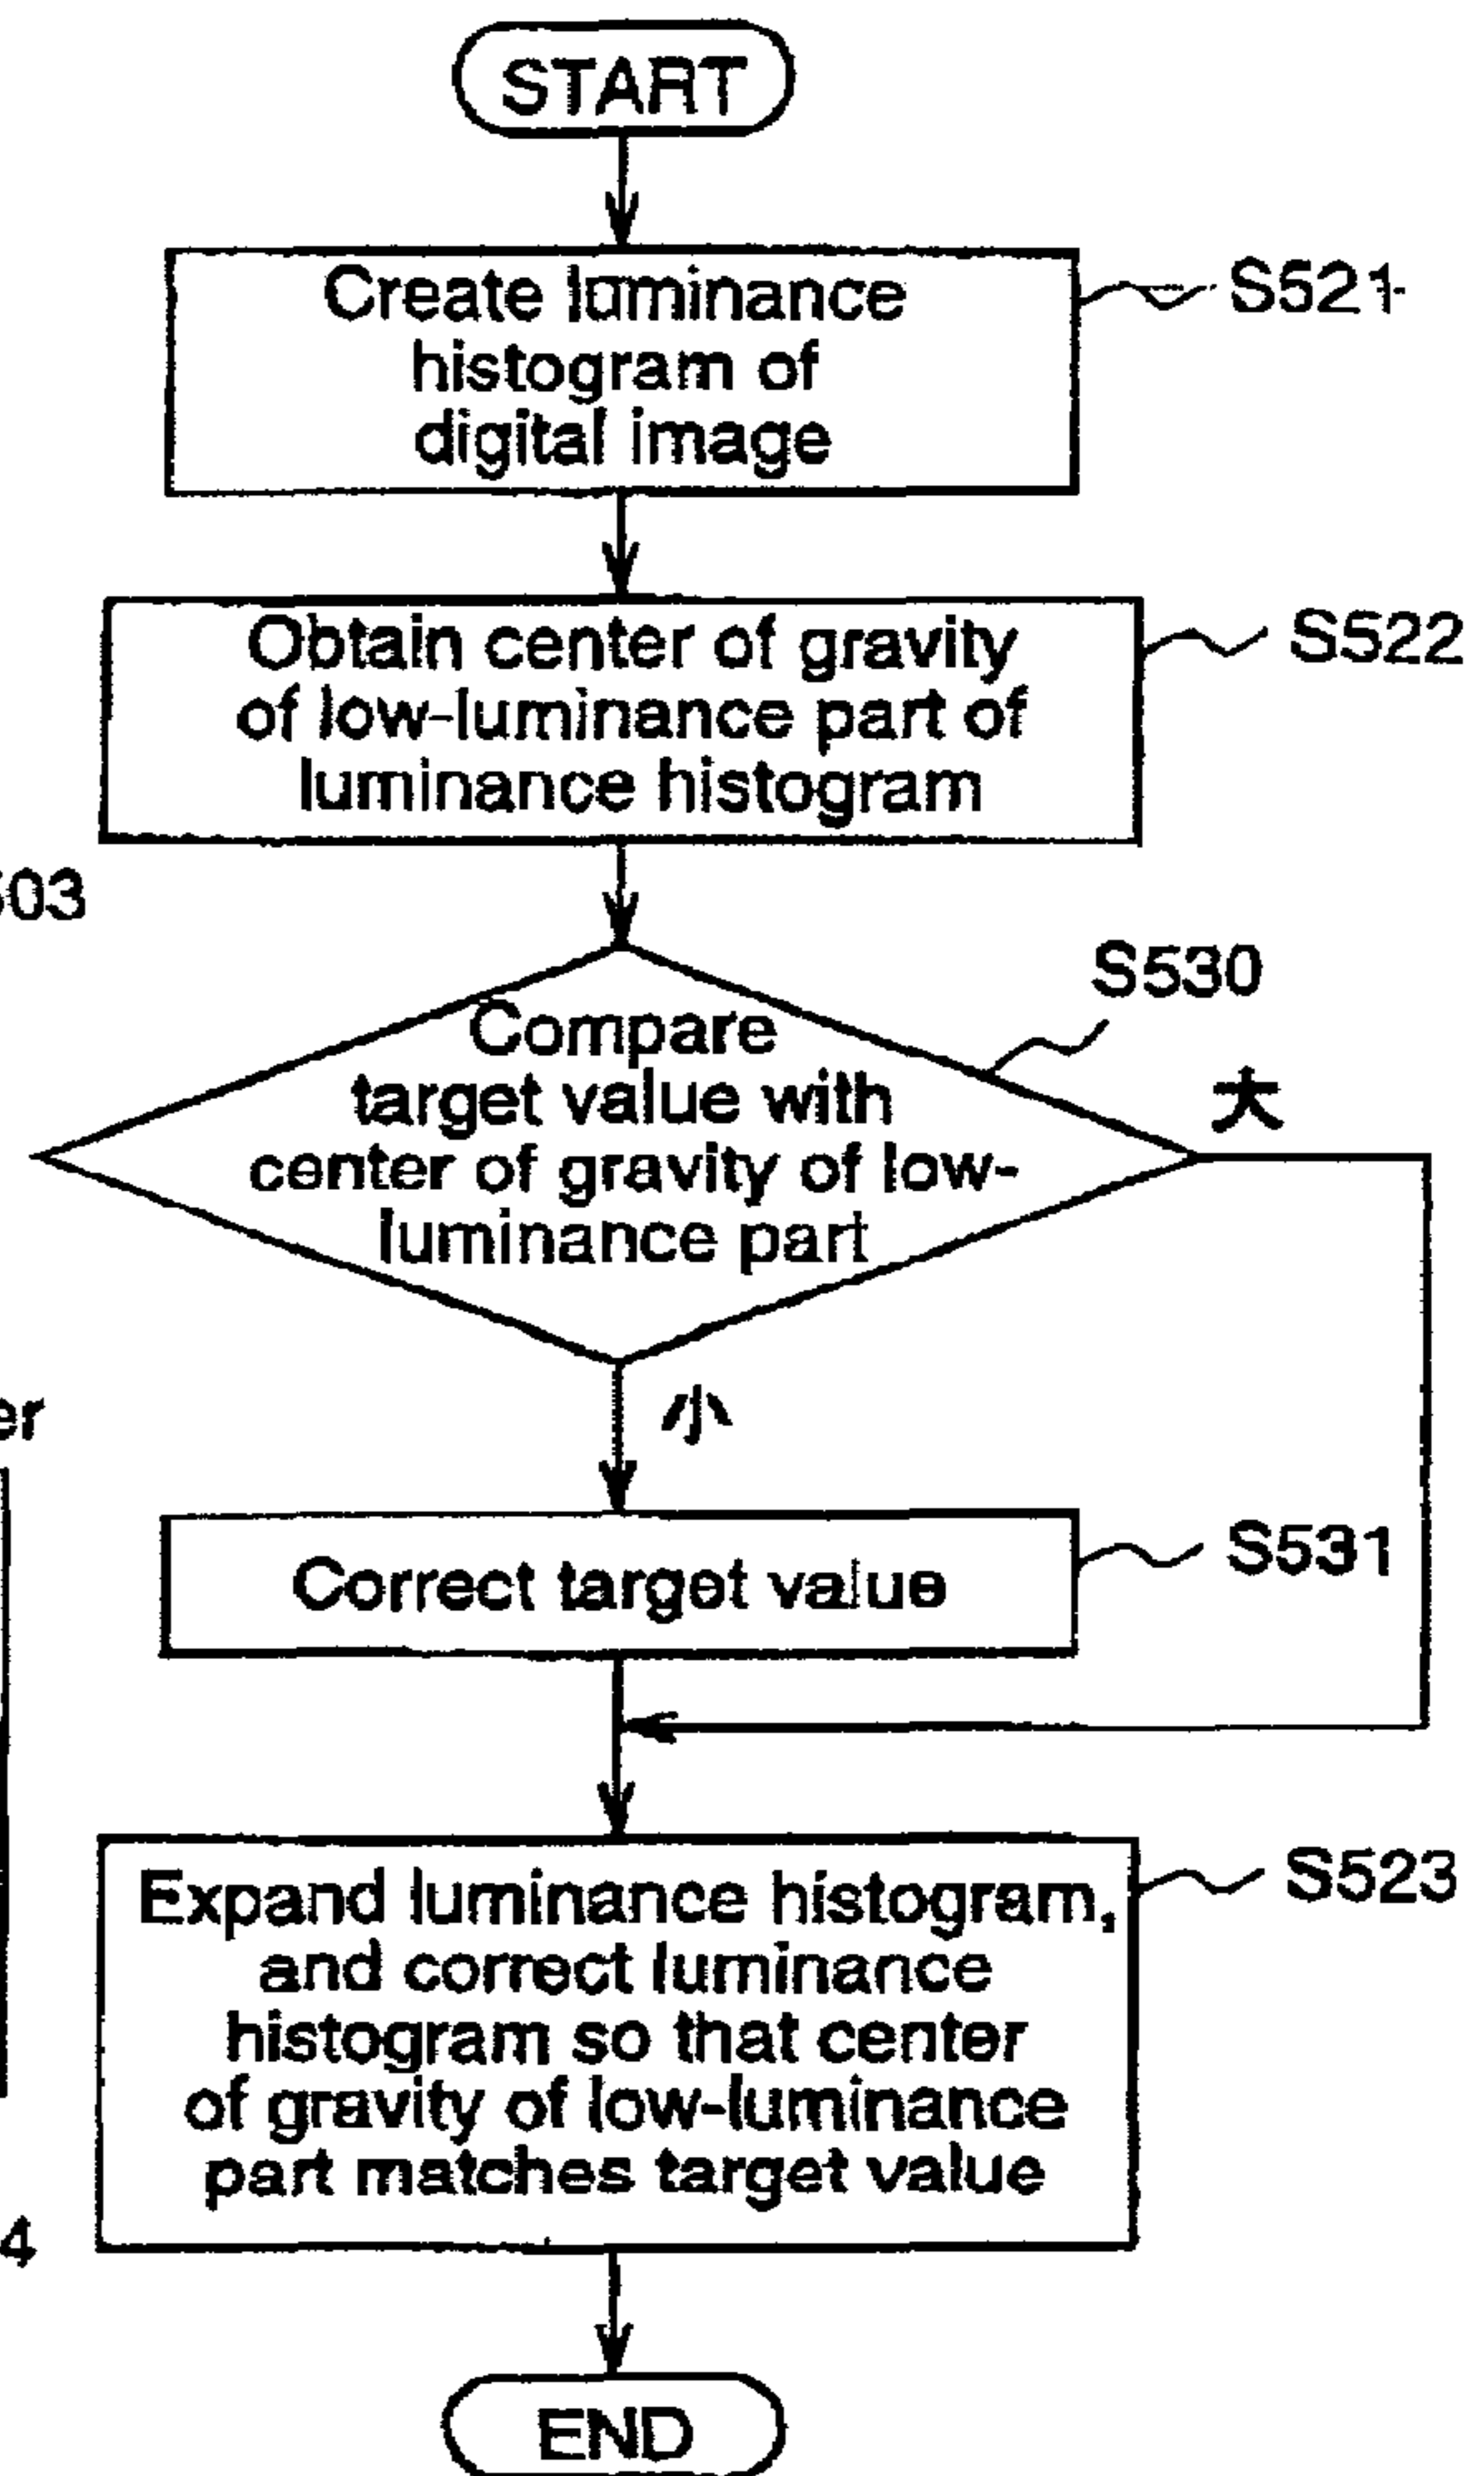 START
Create luminance
histogram of
digital image
S521
Obtain center of gravity
of low-luminance part of
luminance histogram
S522
503
S530
Compare
target value with
center of gravity of low-
luminance part
大
小
er
Correct target value
S531
Expand luminance histogram,
and correct luminance
histogram so that center
of gravity of low-luminance
part matches target value
S523
4
END